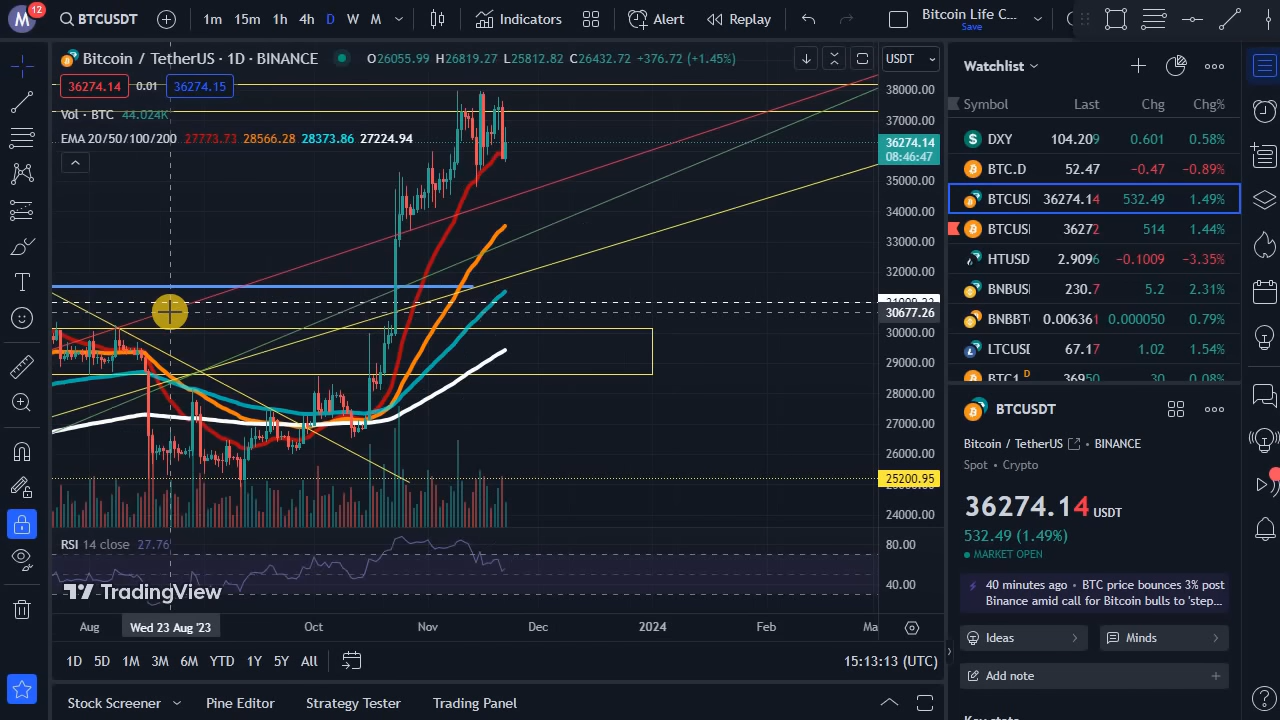 M
12
BTCUSDT
1m 15m 1h 4h D W M
Indicators
Alert
Replay
Bitcoin Life C...
Save
Bitcoin / TetherUS · 1D · BINANCE
O26055.99 H26819.27 L25812.82 C26432.72 +376.72 (+1.45%)
USDT
36274.14 0.01 36274.15
Vol · BTC 44.024K
EMA 20/50/100/200 27773.73 28566.28 28373.86 27224.94
38000.00
37000.00
36274.14
08:46:47
35000.00
34000.00
33000.00
32000.00
30677.26
30000.00
29000.00
28000.00
27000.00
26000.00
25200.95
24000.00
RSI 14 close 27.76
80.00
40.00
TradingView
Aug Wed 23 Aug '23 Oct Nov Dec 2024 Feb Ma
1D 5D 1M 3M 6M YTD 1Y 5Y All
15:13:13 (UTC)
Stock Screener Pine Editor Strategy Tester Trading Panel
Watchlist
Symbol Last Chg Chg%
DXY 104.209 0.601 0.58%
BTC.D 52.47 −0.47 −0.89%
BTCUSI 36274.14 532.49 1.49%
BTCUSI 36272 514 1.44%
HTUSD 2.9096 −0.1009 −3.35%
BNBUSI 230.7 5.2 2.31%
BNBBT 0.006361 0.000050 0.79%
LTCUSI 67.17 1.02 1.54%
BTC1 D 36950 30 0.08%
BTCUSDT
Bitcoin / TetherUS BINANCE
Spot • Crypto
36274.14 USDT
532.49 (1.49%)
MARKET OPEN
40 minutes ago • BTC price bounces 3% post
Binance amid call for Bitcoin bulls to 'step...
Ideas
Minds
Add note
Key stats